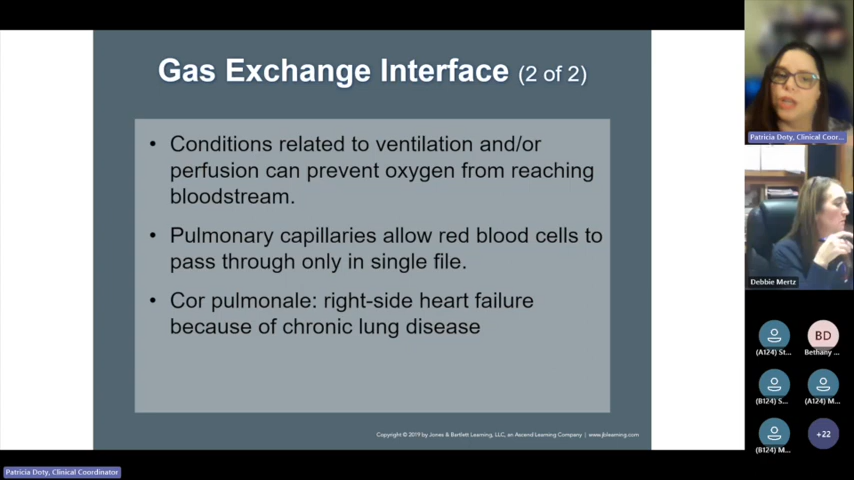 Gas Exchange Interface (2 of 2)
• Conditions related to ventilation and/or
perfusion can prevent oxygen from reaching
bloodstream.
• Pulmonary capillaries allow red blood cells to
pass through only in single file.
• Cor pulmonale: right-side heart failure
because of chronic lung disease
Copyright © 2019 by Jones & Bartlett Learning, LLC, an Ascend Learning Company | www.jblearning.com
Patricia Doty, Clinical Coordinator
Patricia Doty, Clinical Coor...
Debbie Mertz
BD
(A124) St...
Bethany ...
(B124) S...
(A124) M...
+22
(B124) M...